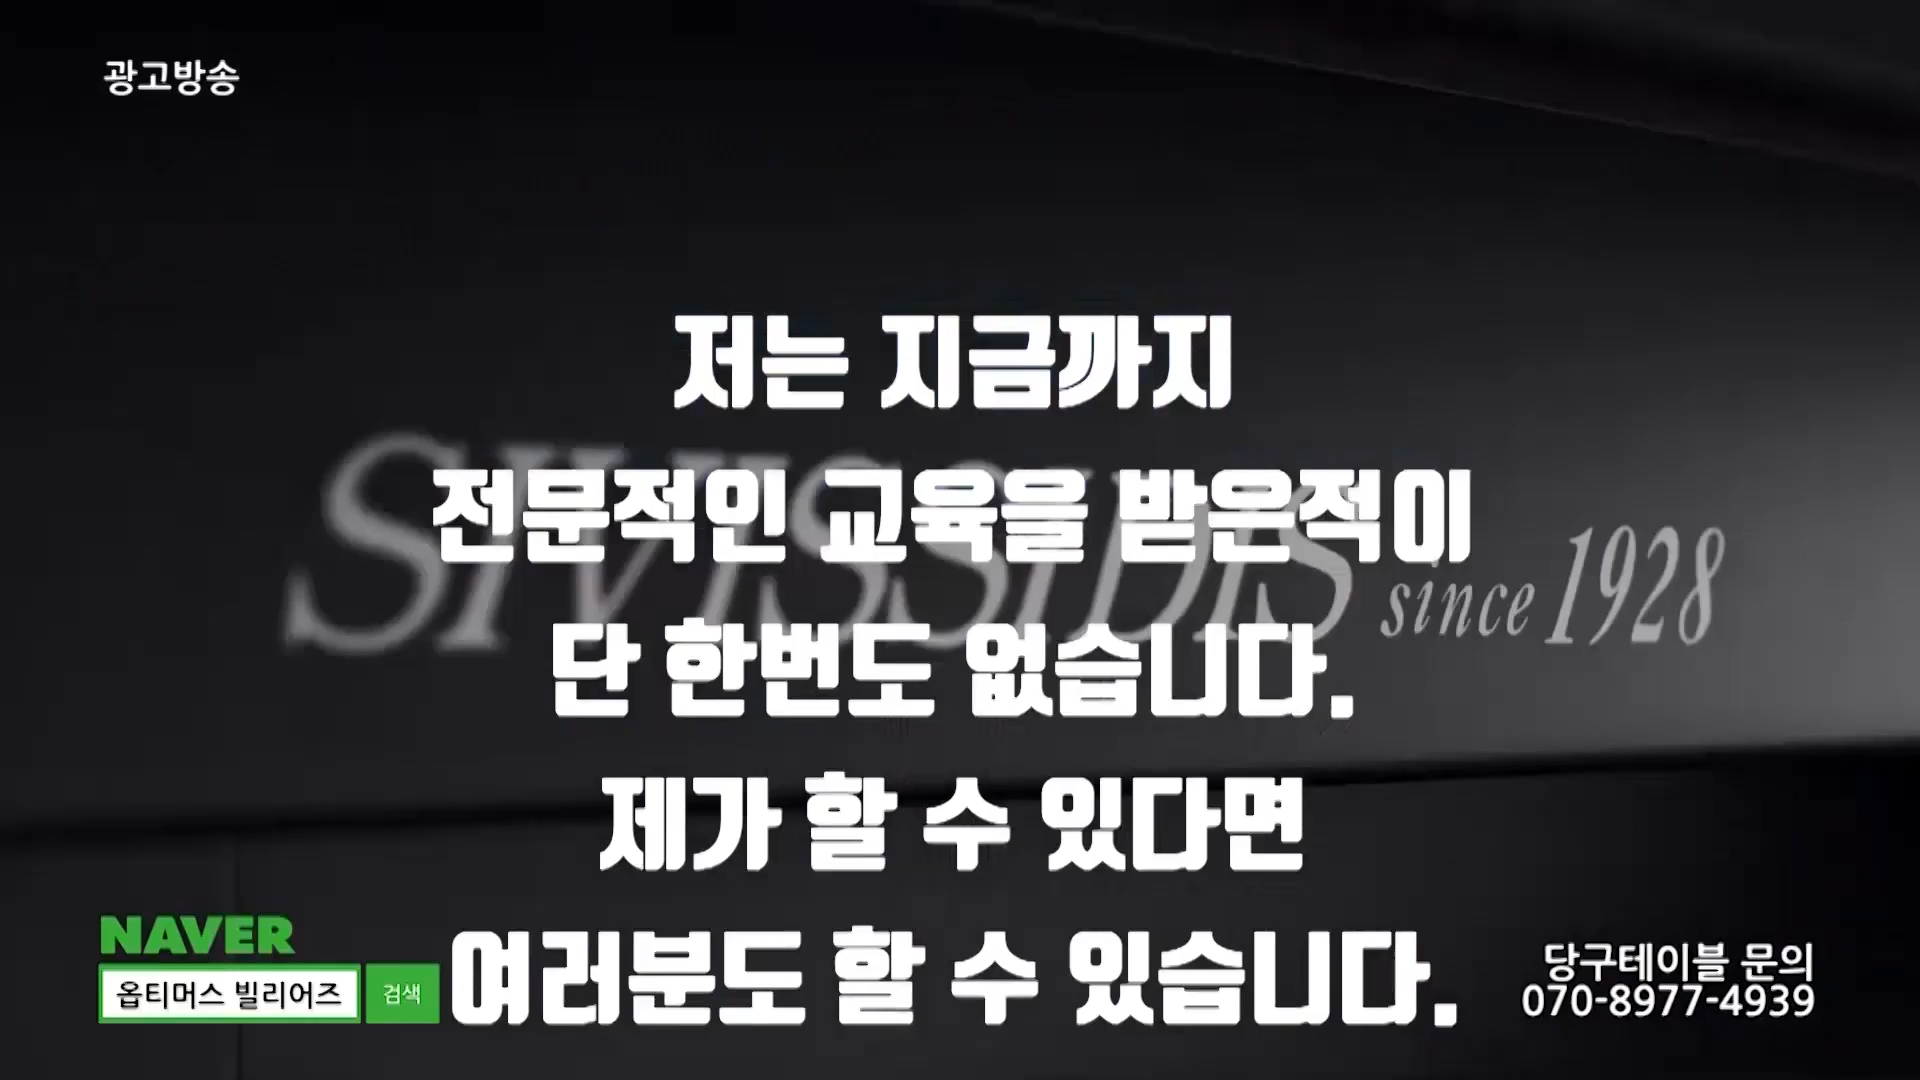 광고방송
저는 지금까지
전문적인 교육을 받은적이
SIVISSIDIS since 1928
단 한번도 없습니다.
제가 할 수 있다면
여러분도 할 수 있습니다.
NAVER
옵티머스 빌리어즈 검색
당구테이블 문의
070-8977-4939